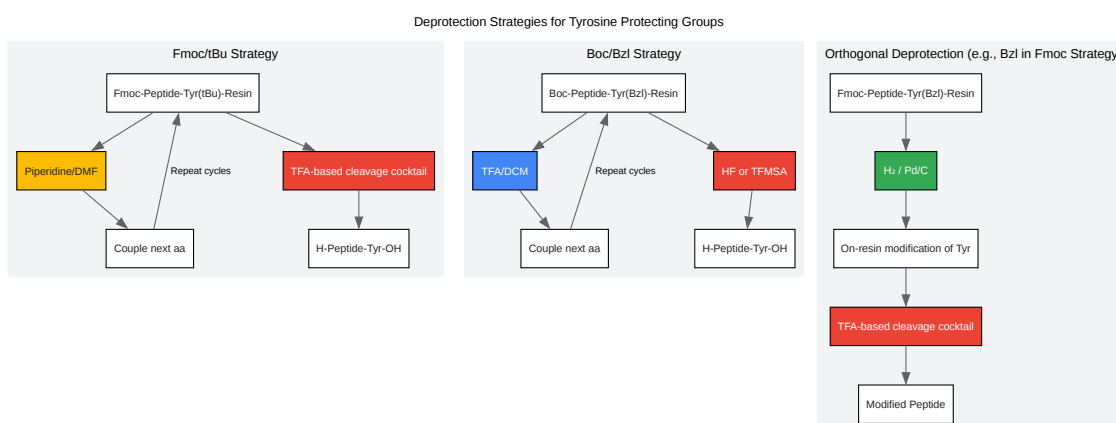 Deprotection Strategies for Tyrosine Protecting Groups
Fmoc/tBu Strategy
Fmoc-Peptide-Tyr(tBu)-Resin
Piperidine/DMF
Repeat cycles
TFA-based cleavage cocktail
Couple next aa
H-Peptide-Tyr-OH
Boc/Bzl Strategy
Boc-Peptide-Tyr(Bzl)-Resin
TFA/DCM
Repeat cycles
HF or TFMSA
Couple next aa
H-Peptide-Tyr-OH
Orthogonal Deprotection (e.g., Bzl in Fmoc Strategy
Fmoc-Peptide-Tyr(Bzl)-Resin
H₂ / Pd/C
On-resin modification of Tyr
TFA-based cleavage cocktail
Modified Peptide